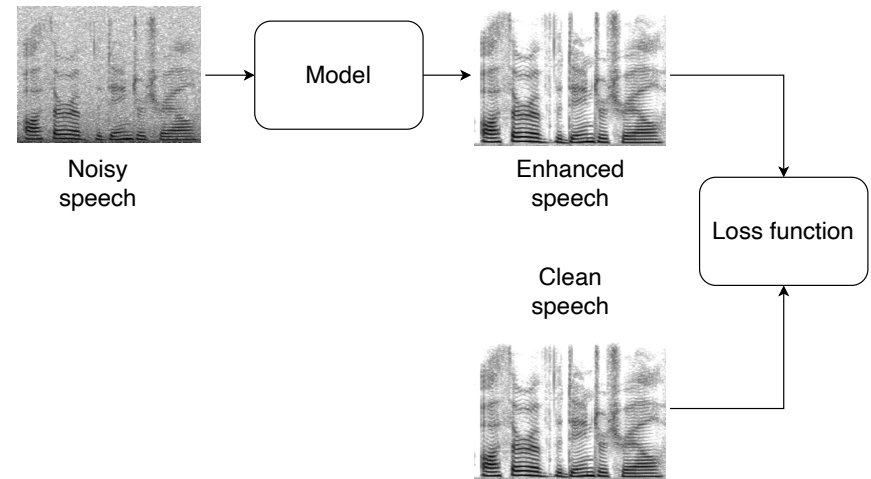 Model
Noisy
speech
Enhanced
speech
Loss function
Clean
speech